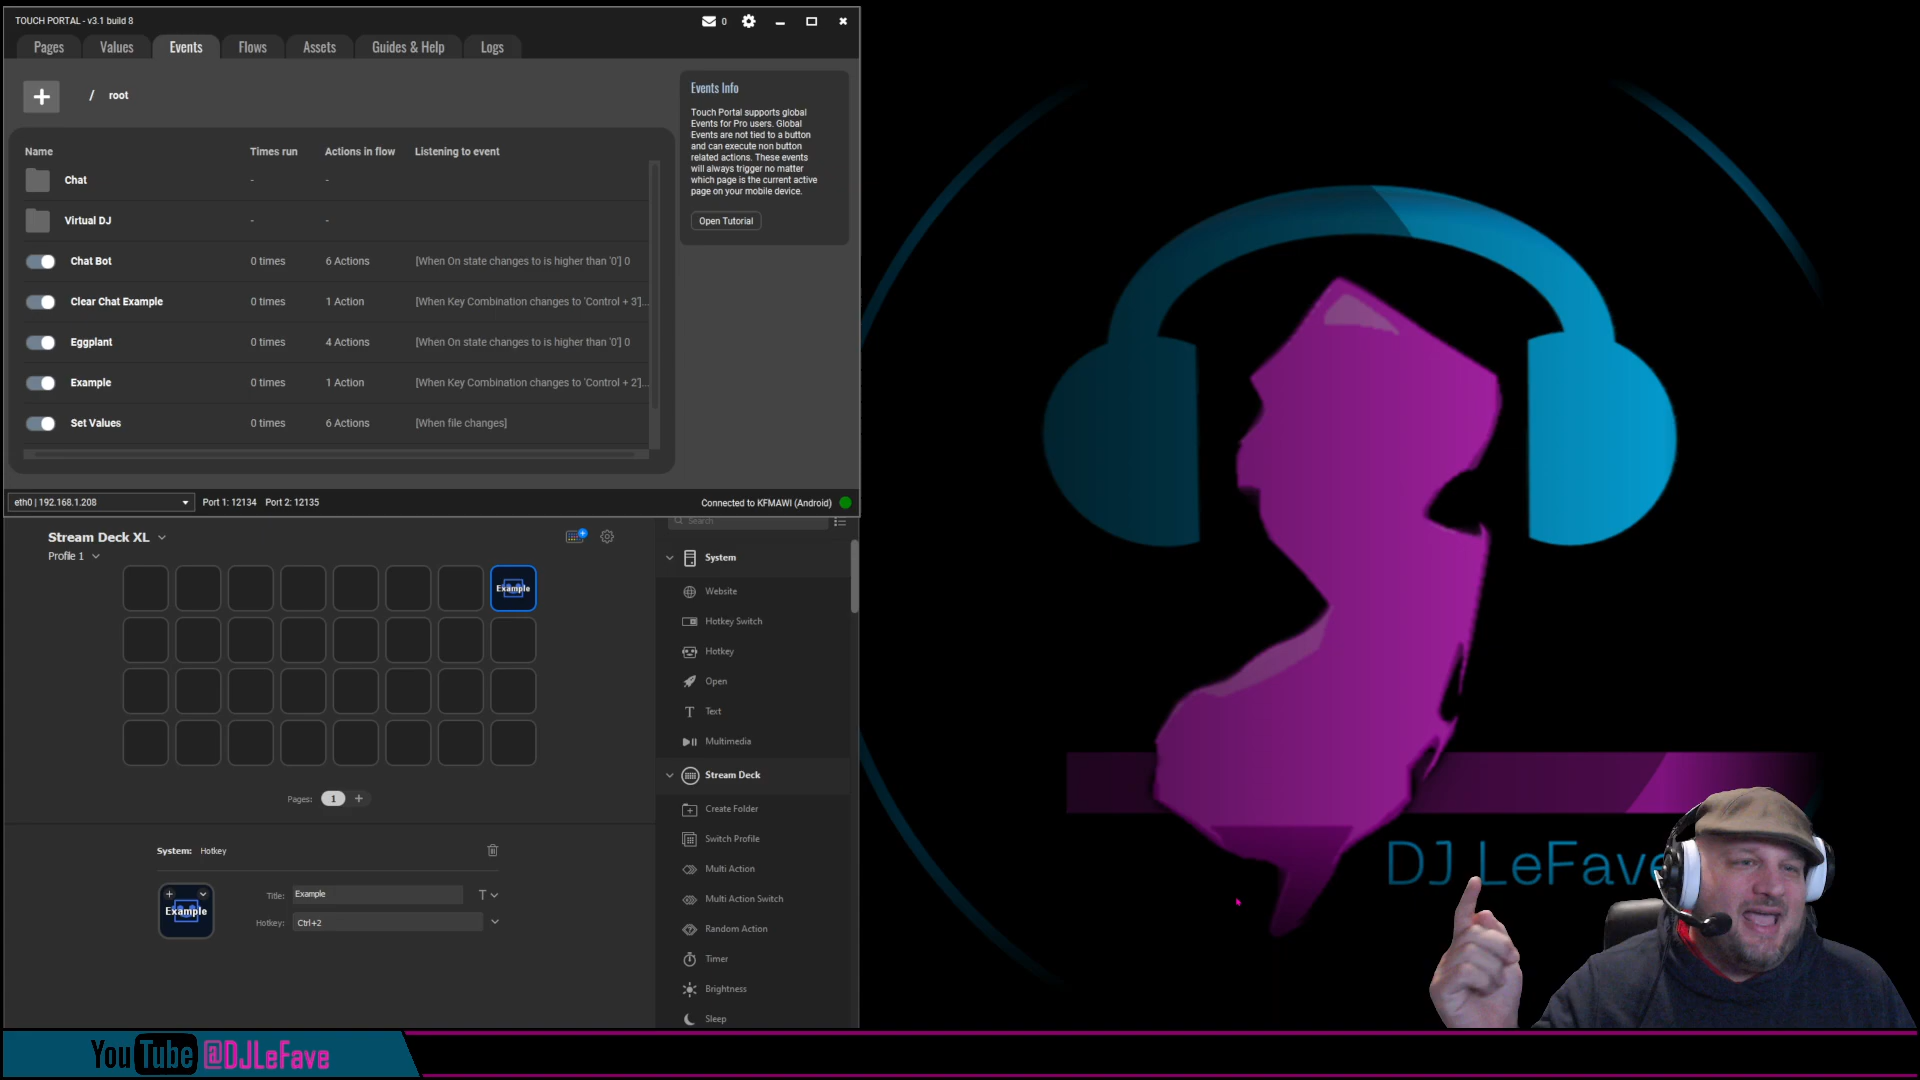 TOUCH PORTAL - v3.1 build 8
0
Pages
Values
Events
Flows
Assets
Guides & Help
Logs
/ root
Name
Times run
Actions in flow
Listening to event
Chat
-
-
Virtual DJ
-
-
Chat Bot
0 times
6 Actions
[When On state changes to is higher than '0'] 0
Clear Chat Example
0 times
1 Action
[When Key Combination changes to 'Control + 3']...
Eggplant
0 times
4 Actions
[When On state changes to is higher than '0'] 0
Example
0 times
1 Action
[When Key Combination changes to 'Control + 2']...
Set Values
0 times
6 Actions
[When file changes]
Events Info
Touch Portal supports global
Events for Pro users. Global
Events are not tied to a button
and can execute non button
related actions. These events
will always trigger no matter
which page is the current active
page on your mobile device.
Open Tutorial
eth0 | 192.168.1.208
Port 1: 12134
Port 2: 12135
Connected to KFMAWI (Android)
Stream Deck XL
Profile 1
Example
Pages:
1
+
System: Hotkey
Example
Title:
Example
T
Hotkey:
Ctrl+2
Search
System
Website
Hotkey Switch
Hotkey
Open
Text
Multimedia
Stream Deck
Create Folder
Switch Profile
Multi Action
Multi Action Switch
Random Action
Timer
Brightness
Sleep
DJ LeFave
YouTube @DJLeFave